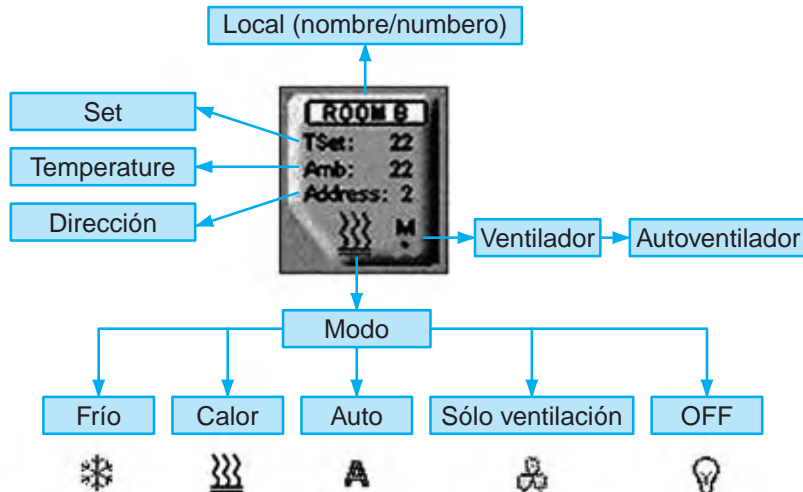 Local (nombre/numbero)
ROOM B
Set
TSet: 22
Temperature
Amb: 22
Dirección
Address: 2
M
Ventilador
Autoventilador
Modo
Frío
Calor
Auto
Sólo ventilación
OFF
A